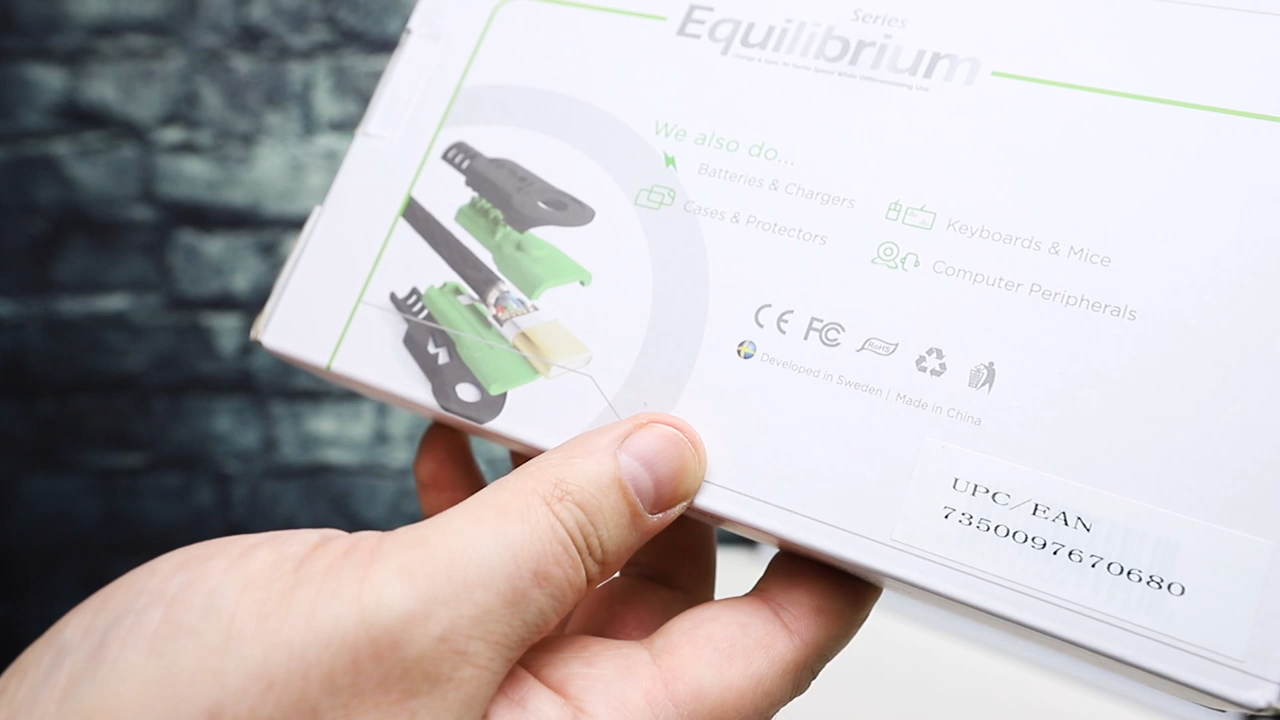 Series
Equilibrium
We also do...
Batteries & Chargers
Cases & Protectors
Keyboards & Mice
Computer Peripherals
CE FC RoHS
Developed in Sweden | Made in China
UPC/EAN
7350097670680